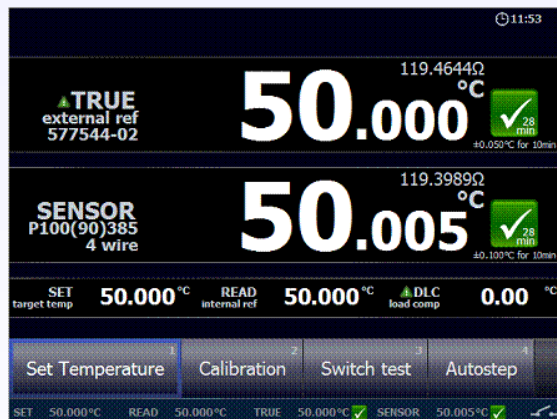 11:53
119.4644Ω
TRUE
external ref
577544-02
50.000 °C
28 min
±0.050°C for 10min
119.3989Ω
SENSOR
P100(90)385
4 wire
50.005 °C
28 min
±0.100°C for 10min
SET target temp 50.000 °C READ internal ref 50.000 °C DLC load comp 0.00 °C
1 2 3 4
Set Temperature Calibration Switch test Autostep
SET 50.000°C READ 50.000°C TRUE 50.000°C SENSOR 50.005°C